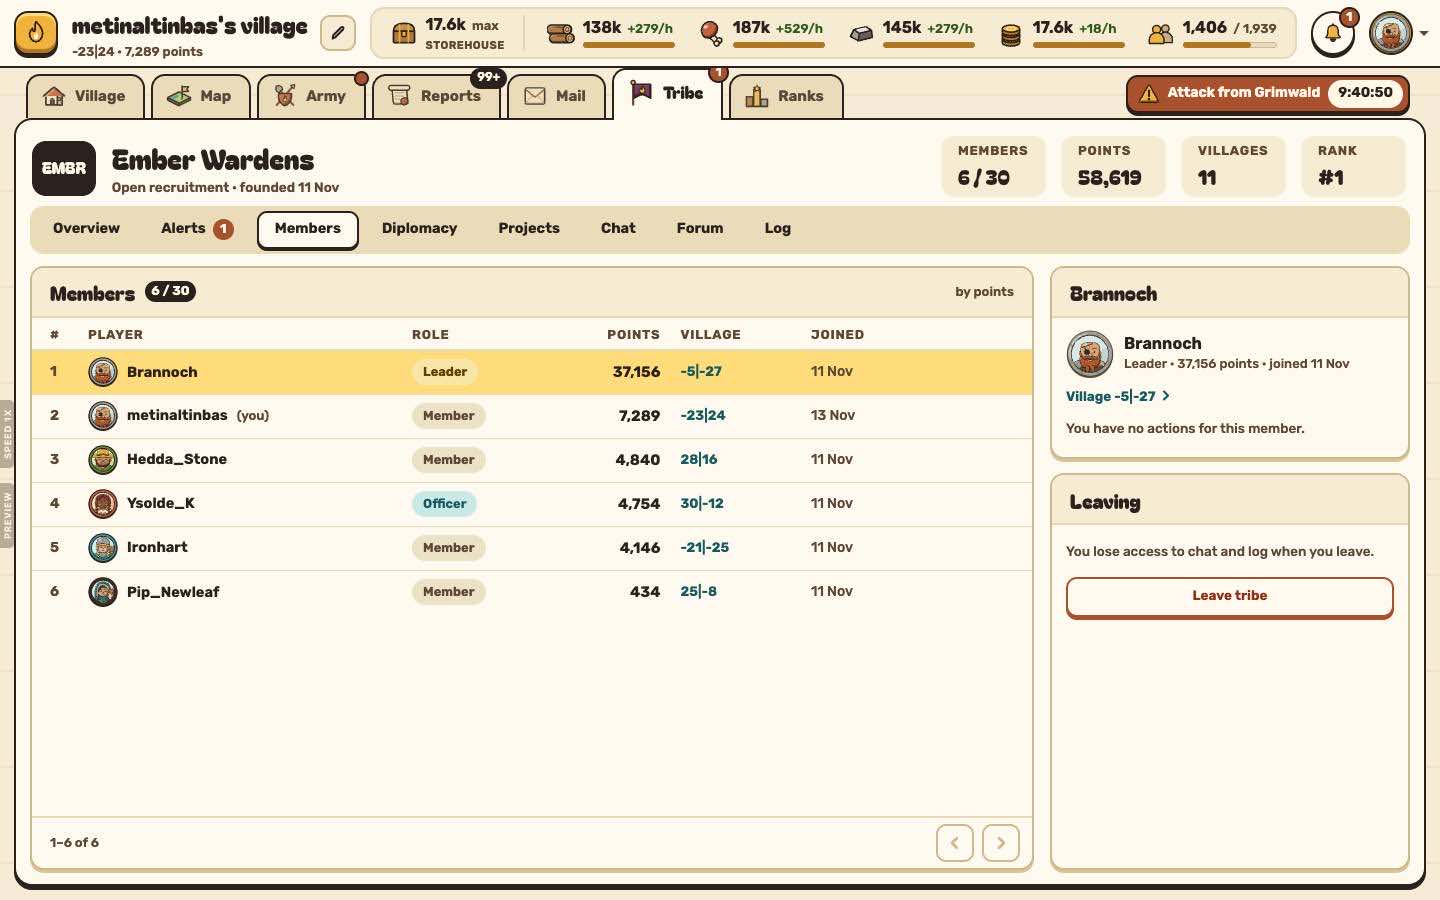 metinaltinbas's village
-23|24 • 7,289 points
17.6k max
STOREHOUSE
138k +279/h
187k +529/h
145k +279/h
17.6k +18/h
1,406 / 1,939
1
Village
Map
Army
Reports
99+
Mail
Tribe
1
Ranks
Attack from Grimwald 9:40:50
EMBR
Ember Wardens
Open recruitment • founded 11 Nov
MEMBERS
6 / 30
POINTS
58,619
VILLAGES
11
RANK
#1
Overview
Alerts 1
Members
Diplomacy
Projects
Chat
Forum
Log
Members 6 / 30
by points
# PLAYER ROLE POINTS VILLAGE JOINED
1 Brannoch Leader 37,156 -5|-27 11 Nov
2 metinaltinbas (you) Member 7,289 -23|24 13 Nov
3 Hedda_Stone Member 4,840 28|16 11 Nov
4 Ysolde_K Officer 4,754 30|-12 11 Nov
5 Ironhart Member 4,146 -21|-25 11 Nov
6 Pip_Newleaf Member 434 25|-8 11 Nov
1–6 of 6
Brannoch
Brannoch
Leader • 37,156 points • joined 11 Nov
Village -5|-27
You have no actions for this member.
Leaving
You lose access to chat and log when you leave.
Leave tribe
SPEED 1X
PREVIEW